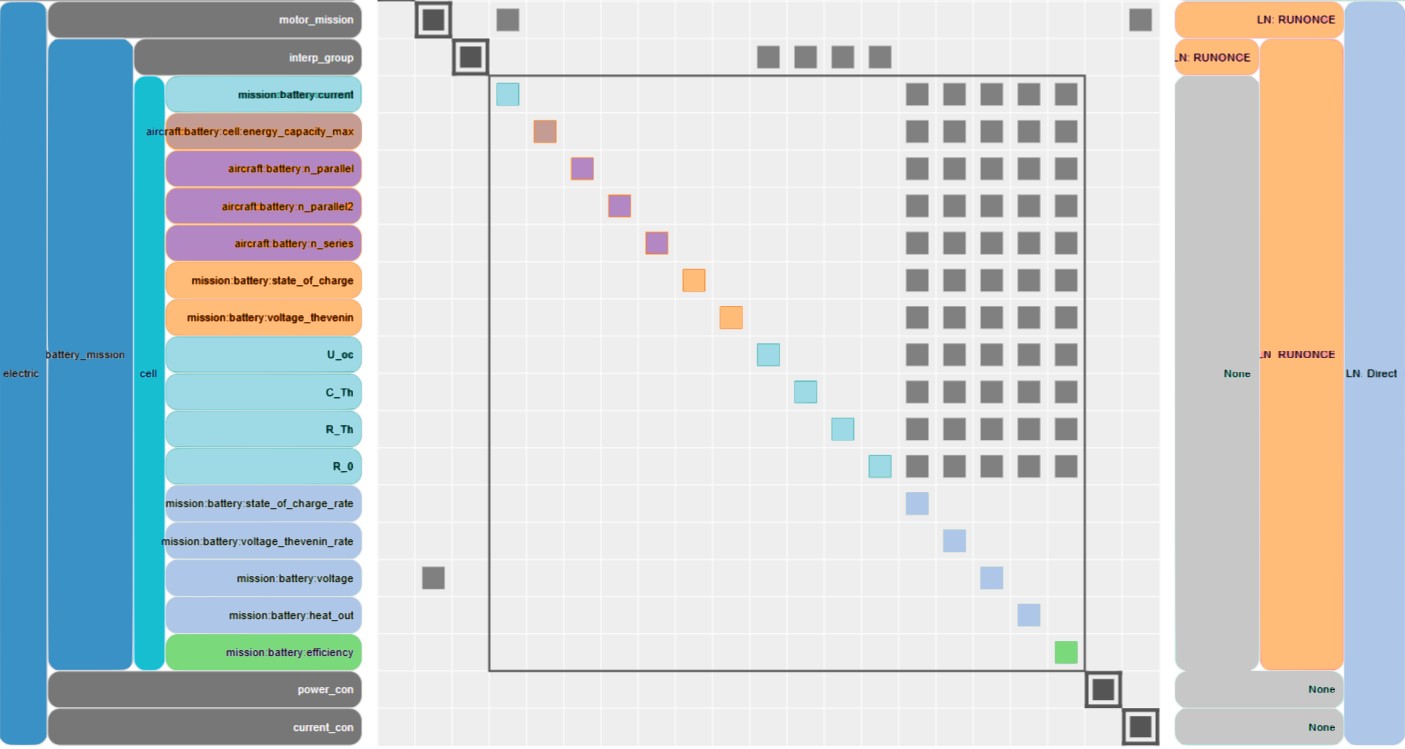 motor_mission
LN: RUNONCE
interp_group
LN: RUNONCE
mission:battery:current
aircraft:battery:cell:energy_capacity_max
aircraft:battery:n_parallel
aircraft:battery:n_parallel2
aircraft:battery:n_series
mission:battery:state_of_charge
mission:battery:voltage_thevenin
battery_mission
U_oc
LN: RUNONCE
electric
cell
None
LN: Direct
C_Th
R_Th
R_0
mission:battery:state_of_charge_rate
mission:battery:voltage_thevenin_rate
mission:battery:voltage
mission:battery:heat_out
mission:battery:efficiency
power_con
None
current_con
None